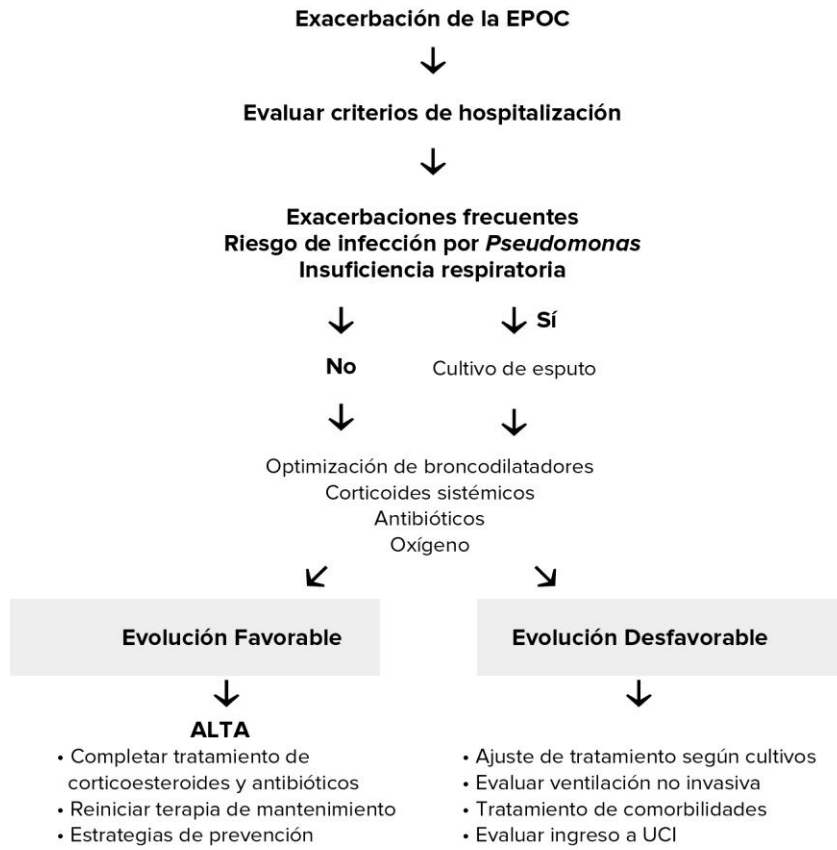 Exacerbación de la EPOC
Evaluar criterios de hospitalización
Exacerbaciones frecuentes
Riesgo de infección por Pseudomonas
Insuficiencia respiratoria
Sí
No
Cultivo de esputo
Optimización de broncodilatadores
Corticoides sistémicos
Antibióticos
Oxígeno
Evolución Favorable
Evolución Desfavorable
ALTA
• Completar tratamiento de
corticoesteroides y antibióticos
• Reiniciar terapia de mantenimiento
• Estrategias de prevención
• Ajuste de tratamiento según cultivos
• Evaluar ventilación no invasiva
• Tratamiento de comorbilidades
• Evaluar ingreso a UCI